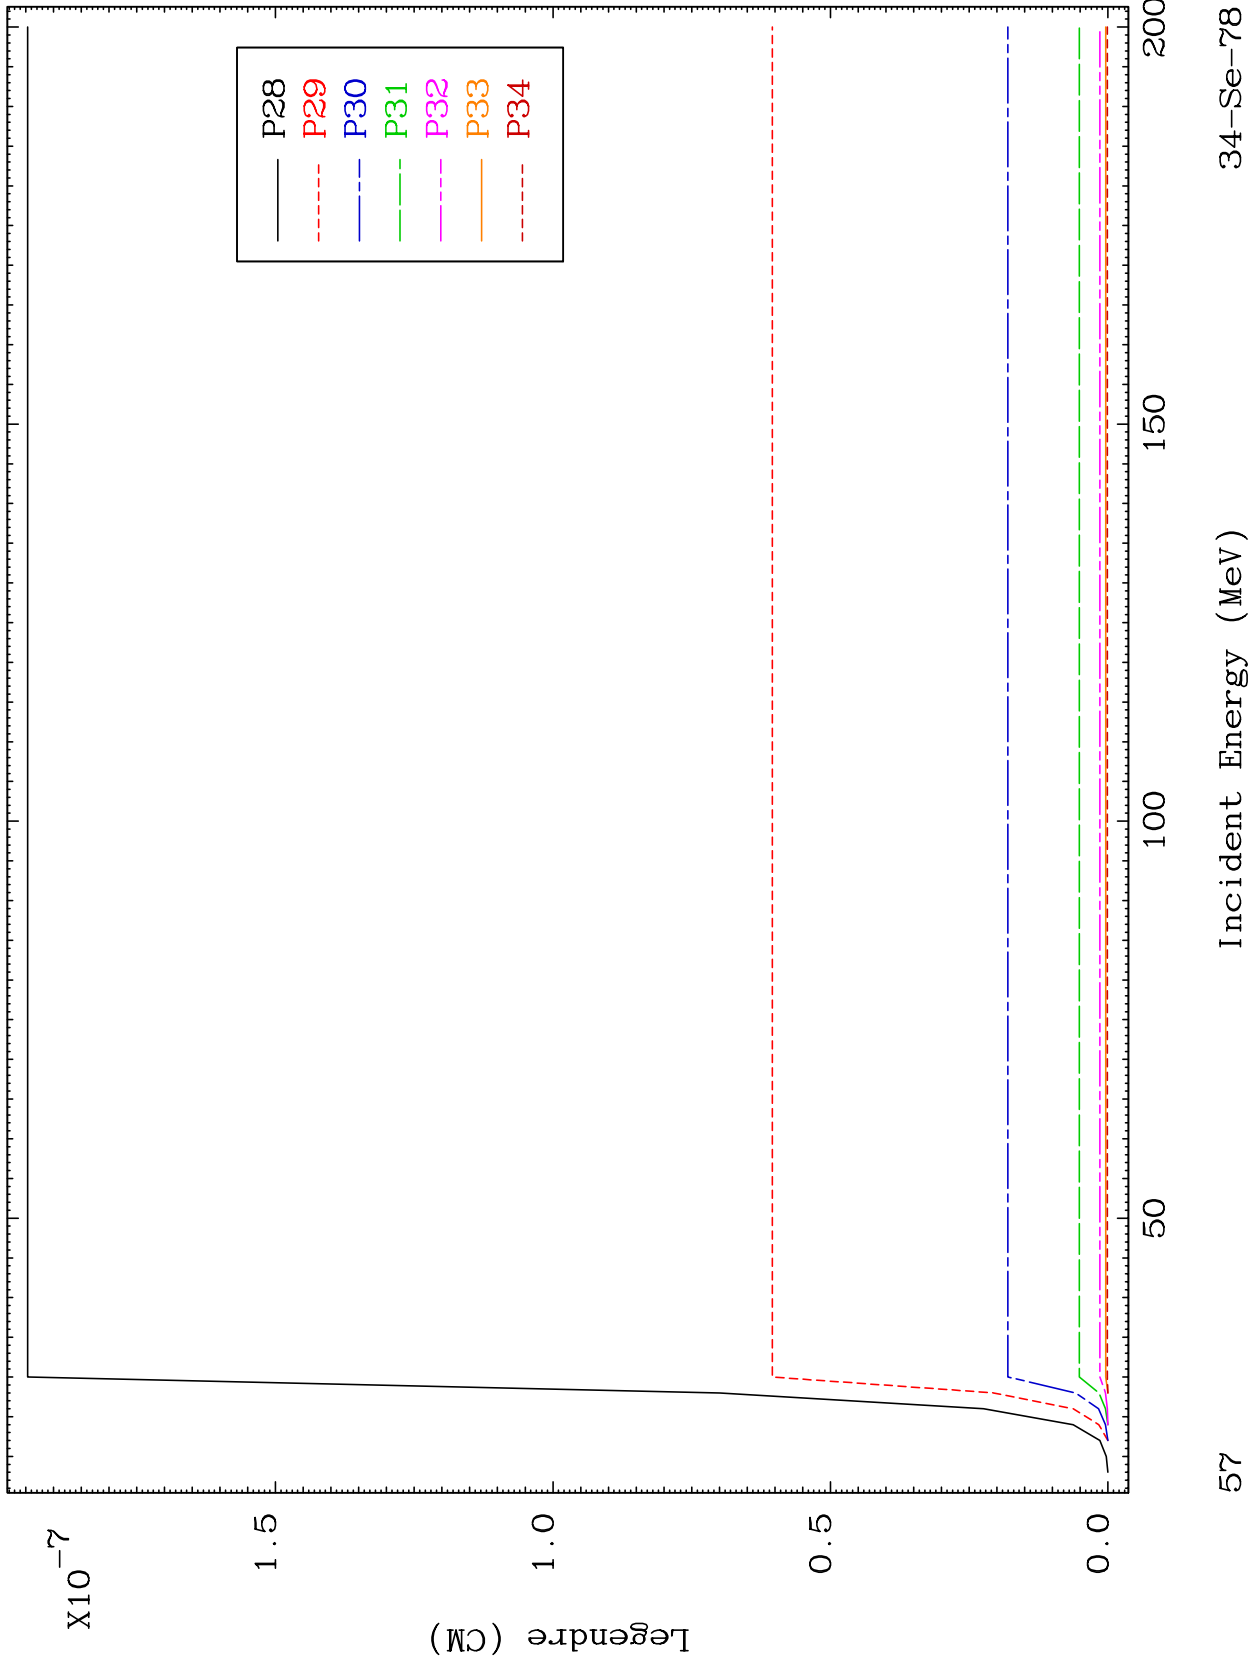 X10-7
1.5
1.0
0.5
0.0
Legendre (CM)
P28
P29
P30
P31
P32
P33
P34
50
100
150
200
Incident Energy (MeV)
57
34-Se-78